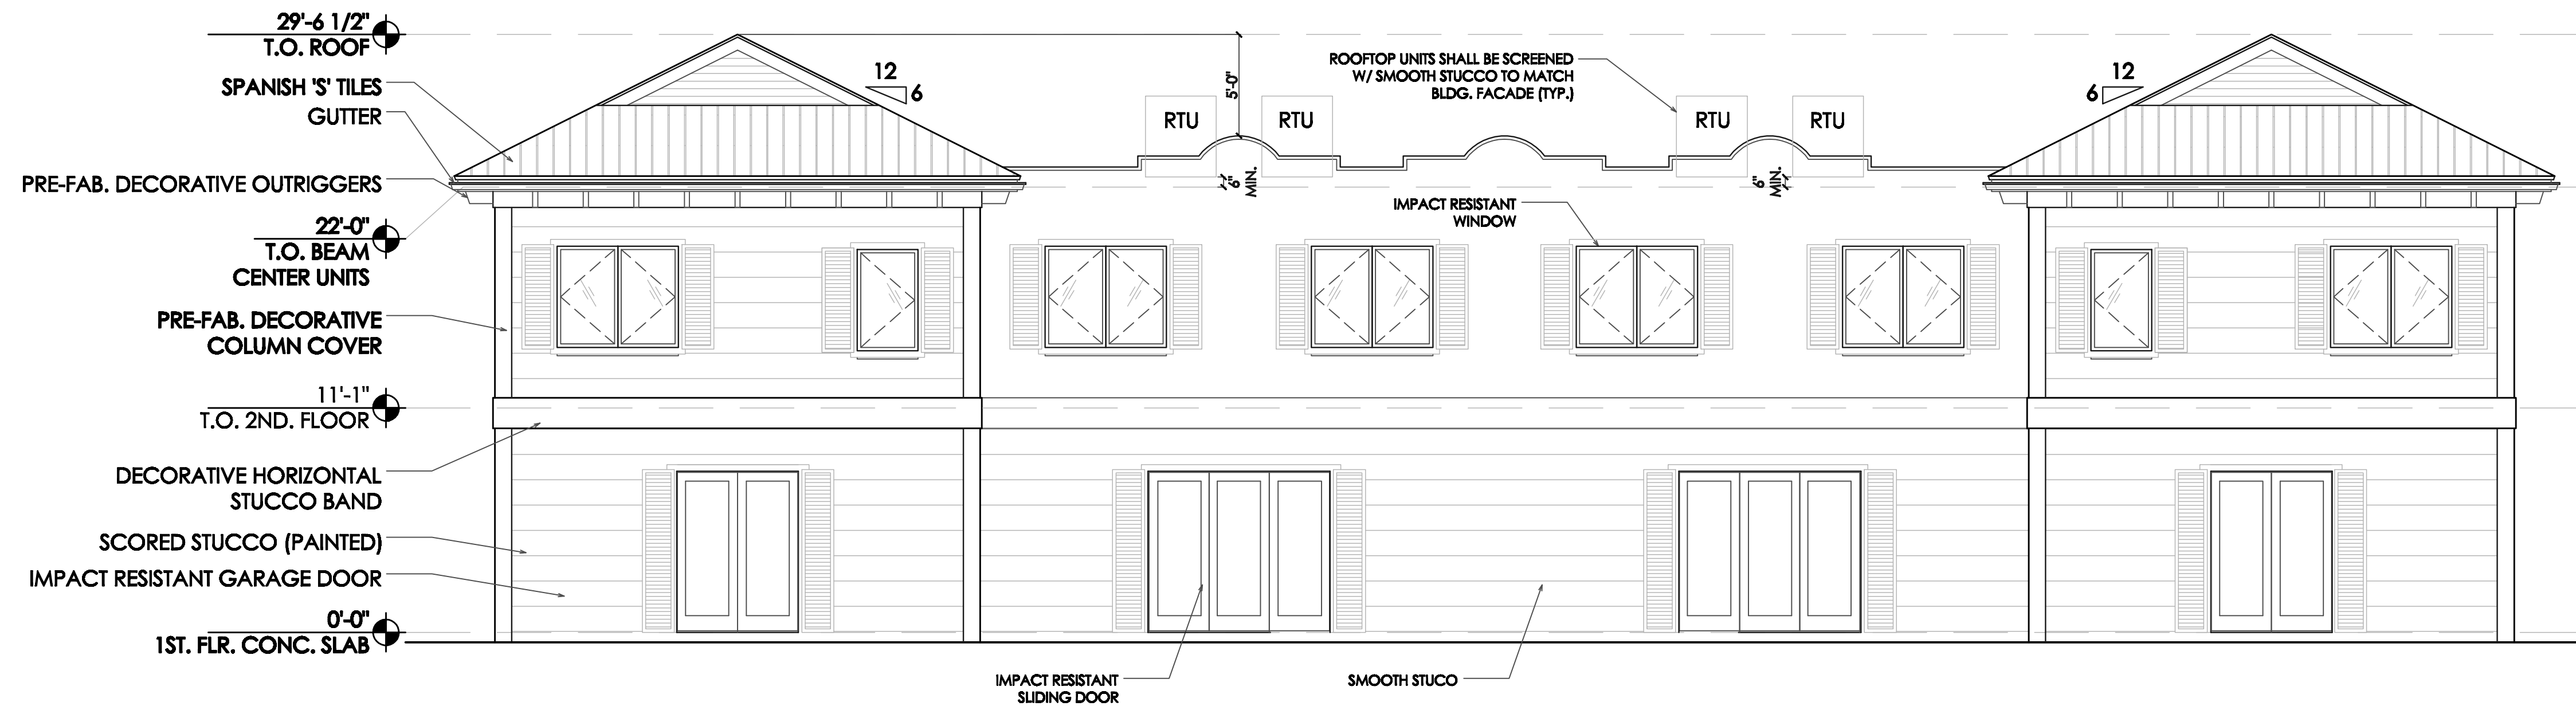 29'-6 1/2"
T.O. ROOF
SPANISH 'S' TILES
GUTTER
PRE-FAB. DECORATIVE OUTRIGGERS
22'-0"
T.O. BEAM
CENTER UNITS
PRE-FAB. DECORATIVE
COLUMN COVER
11'-1"
T.O. 2ND. FLOOR
DECORATIVE HORIZONTAL
STUCCO BAND
SCORED STUCCO (PAINTED)
IMPACT RESISTANT GARAGE DOOR
0'-0"
1ST. FLR. CONC. SLAB
12
6
5'-0"
ROOFTOP UNITS SHALL BE SCREENED
W/ SMOOTH STUCCO TO MATCH
BLDG. FACADE (TYP.)
RTU
RTU
RTU
RTU
6"
MIN.
6"
MIN.
IMPACT RESISTANT
WINDOW
12
6
IMPACT RESISTANT
SLIDING DOOR
SMOOTH STUCO